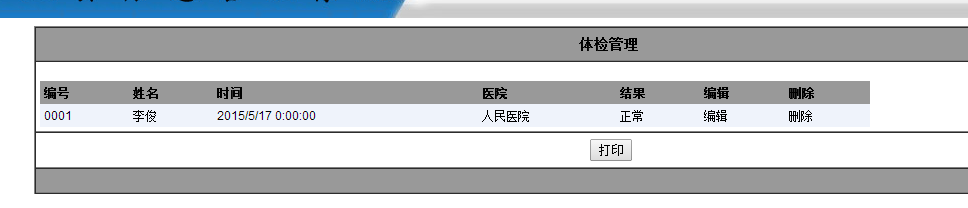 体检管理
编号 姓名 时间 医院 结果 编辑 删除
0001 李俊 2015/5/17 0:00:00 人民医院 正常 编辑 删除
打印